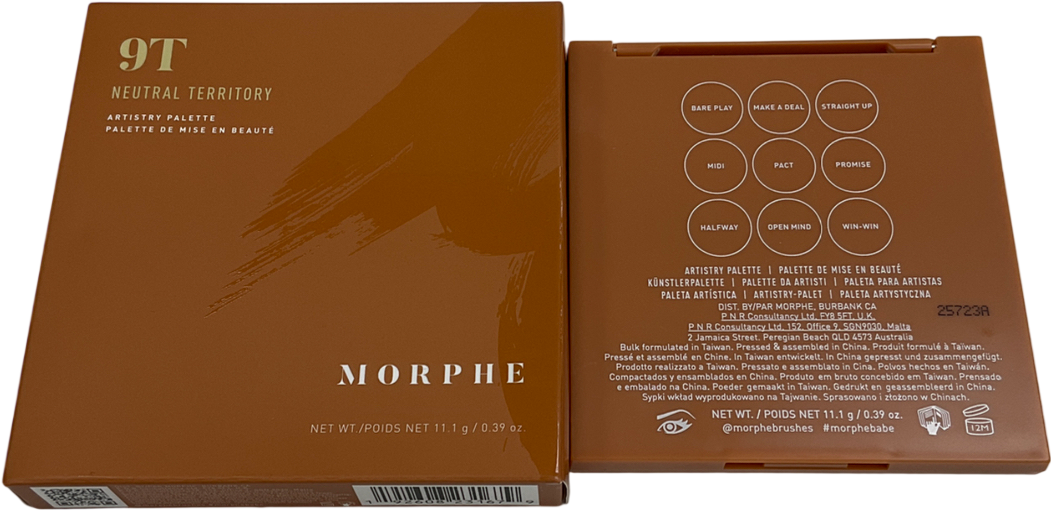 9T
NEUTRAL TERRITORY
ARTISTRY PALETTE
PALETTE DE MISE EN BEAUTÉ
MORPHE
NET WT./POIDS NET 11.1 g / 0.39 oz.
BARE PLAY MAKE A DEAL STRAIGHT UP
MIDI PACT PROMISE
HALFWAY OPEN MIND WIN-WIN
ARTISTRY PALETTE | PALETTE DE MISE EN BEAUTÉ
KÜNSTLERPALETTE | PALETTE DA ARTISTI | PALETA PARA ARTISTAS
PALETA ARTÍSTICA | ARTISTRY-PALET | PALETA ARTYSTYCZNA
DIST. BY/PAR MORPHE, BURBANK CA
25723A
P N R Consultancy Ltd, FY8 5FT, U.K.
P N R Consultancy Ltd. 152, Office 9, SGN9030, Malta
2 Jamaica Street. Peregian Beach QLD 4573 Australia
Bulk formulated in Taiwan. Pressed & assembled in China. Produit formulé à Taïwan.
Pressé et assemblé en Chine. In Taiwan entwickelt. In China gepresst und zusammengefügt.
Prodotto realizzato a Taiwan. Pressato e assemblato in Cina. Polvos hechos en Taiwán.
Compactados y ensamblados en China. Produto em bruto concebido em Taiwan. Prensado
e embalado na China. Poeder gemaakt in Taiwan. Gedrukt en geassembleerd in China.
Sypki wkład wyprodukowano na Tajwanie. Sprasowano i złożono w Chinach.
NET WT. / POIDS NET 11.1 g / 0.39 oz.
@morphebrushes #morphebabe
12M